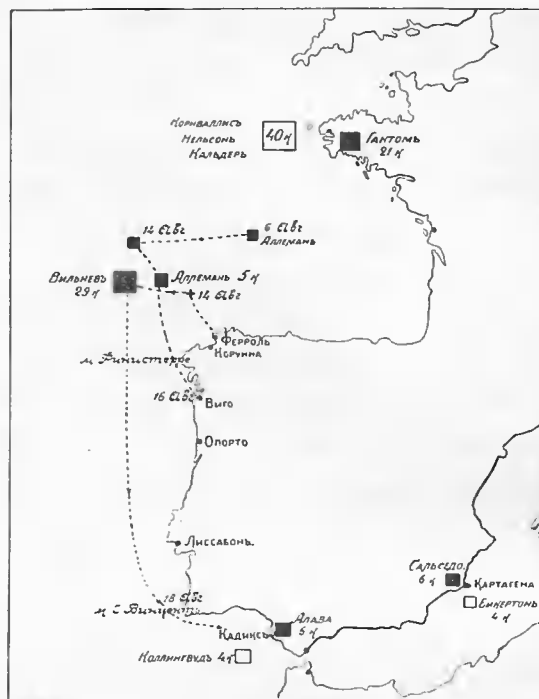 Корнваллисъ
Нельсонъ
Кальдеръ
40 к
Гантомъ
21 к
14 Авг
6 Авг
Аллеманъ
Вильневъ
29 к
Аллеманъ 5 к
14 Авг
Ферроль
Корунна
м Финистерре
16 Авг
Виго
Опорто
Лиссабонъ.
Сальседо.
6 к
Картагена
Бикертонъ
4 к
18 Авг
м С Винцента
Кадиксъ
Алава
5 к
Коллингвудъ 4 к